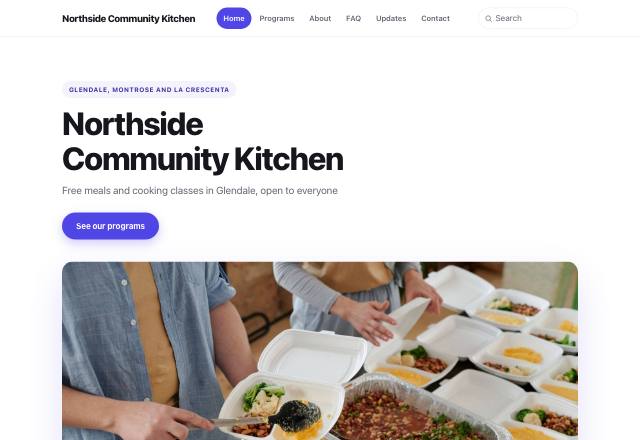 Northside Community Kitchen
Home Programs About FAQ Updates Contact
Search
GLENDALE, MONTROSE AND LA CRESCENTA
Northside
Community Kitchen
Free meals and cooking classes in Glendale, open to everyone
See our programs